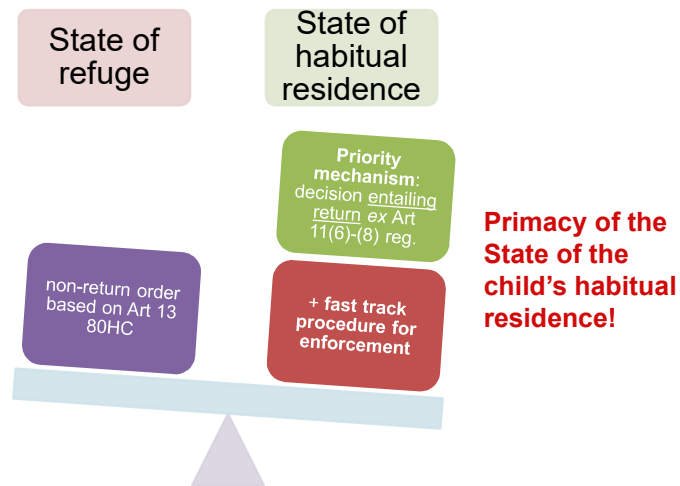 State of
refuge
State of
habitual
residence
Priority
mechanism:
decision entailing
return ex Art
11(6)-(8) reg.
non-return order
based on Art 13
80HC
+ fast track
procedure for
enforcement
Primacy of the
State of the
child’s habitual
residence!